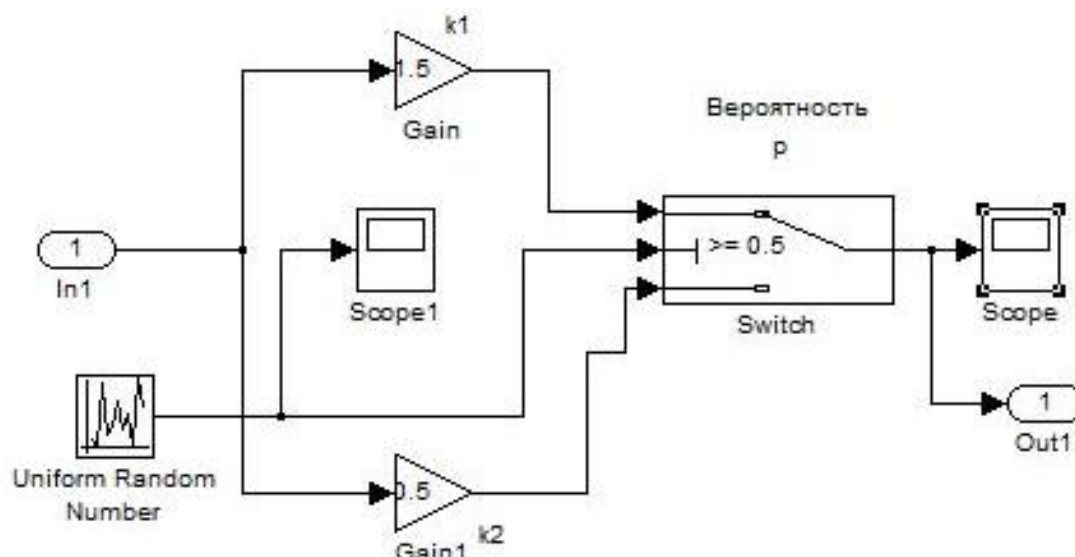 k1
1.5
Gain
Вероятность
p
1
In1
Scope1
>= 0.5
Switch
Scope
1
Out1
Uniform Random
Number
0.5
k2
Gain1